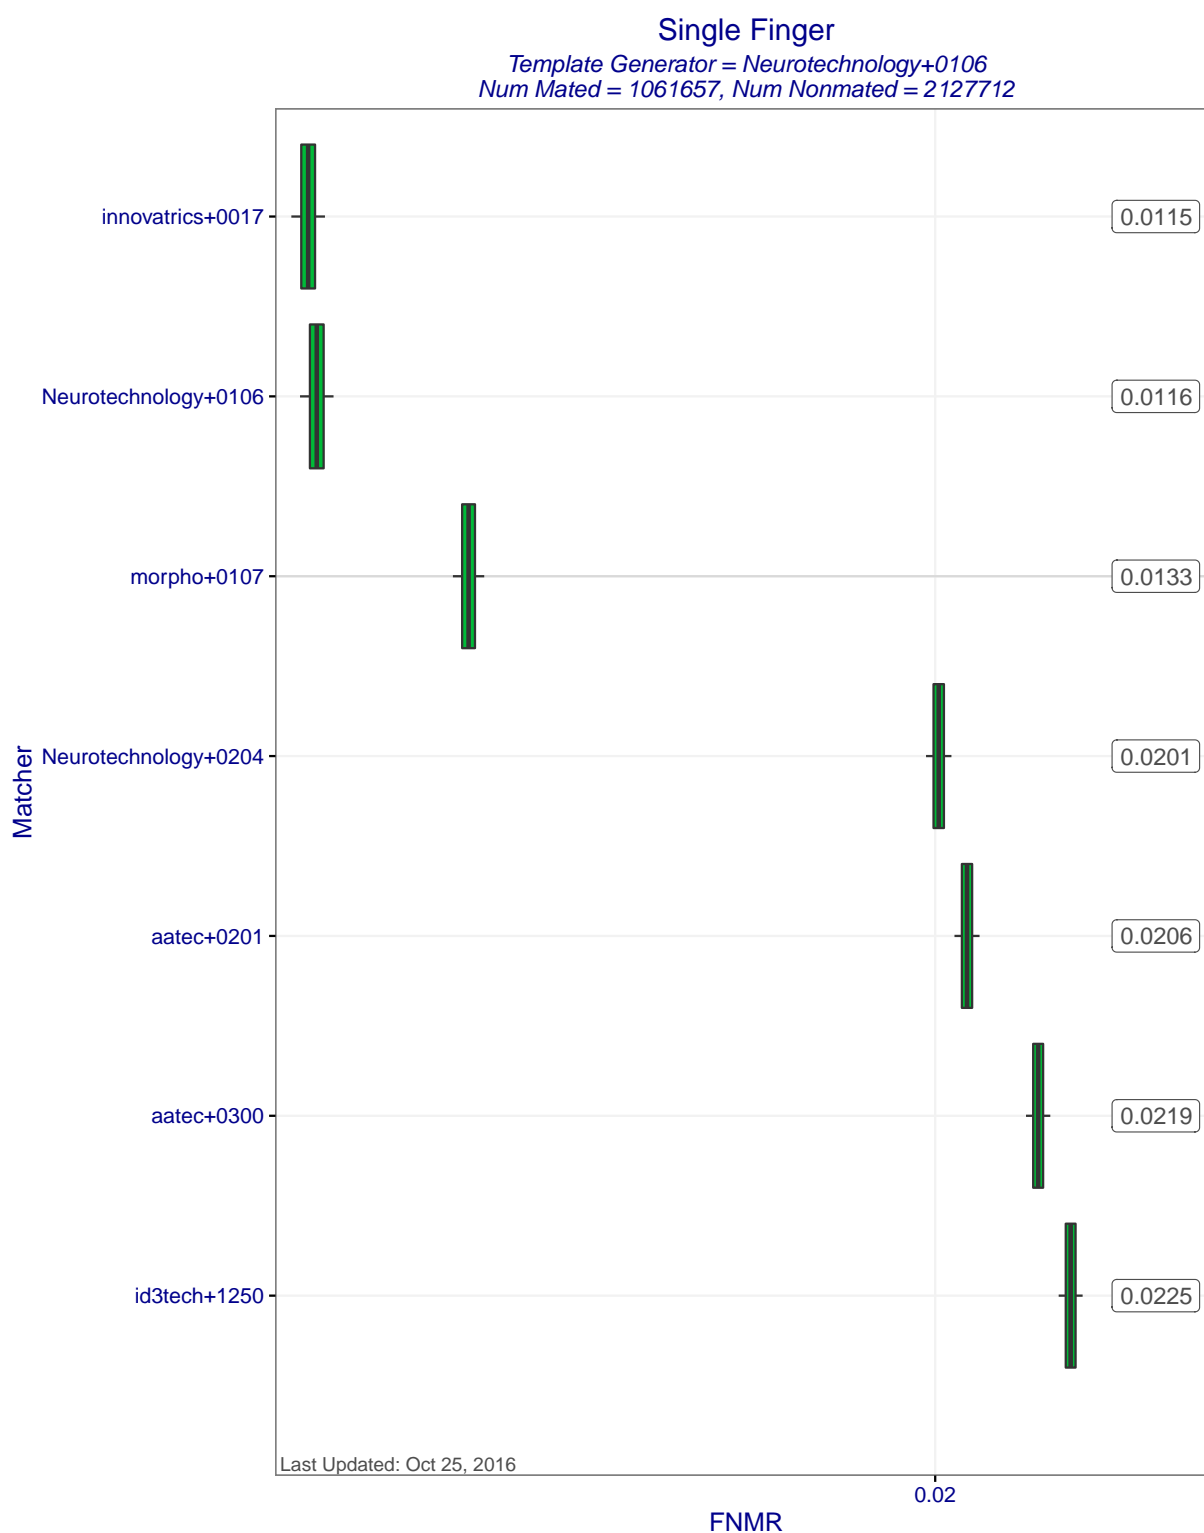 Single Finger
Template Generator = Neurotechnology+0106
Num Mated = 1061657, Num Nonmated = 2127712
innovatrics+0017
0.0115
Neurotechnology+0106
0.0116
morpho+0107
0.0133
Matcher
Neurotechnology+0204
0.0201
aatec+0201
0.0206
aatec+0300
0.0219
id3tech+1250
0.0225
Last Updated: Oct 25, 2016
0.02
FNMR